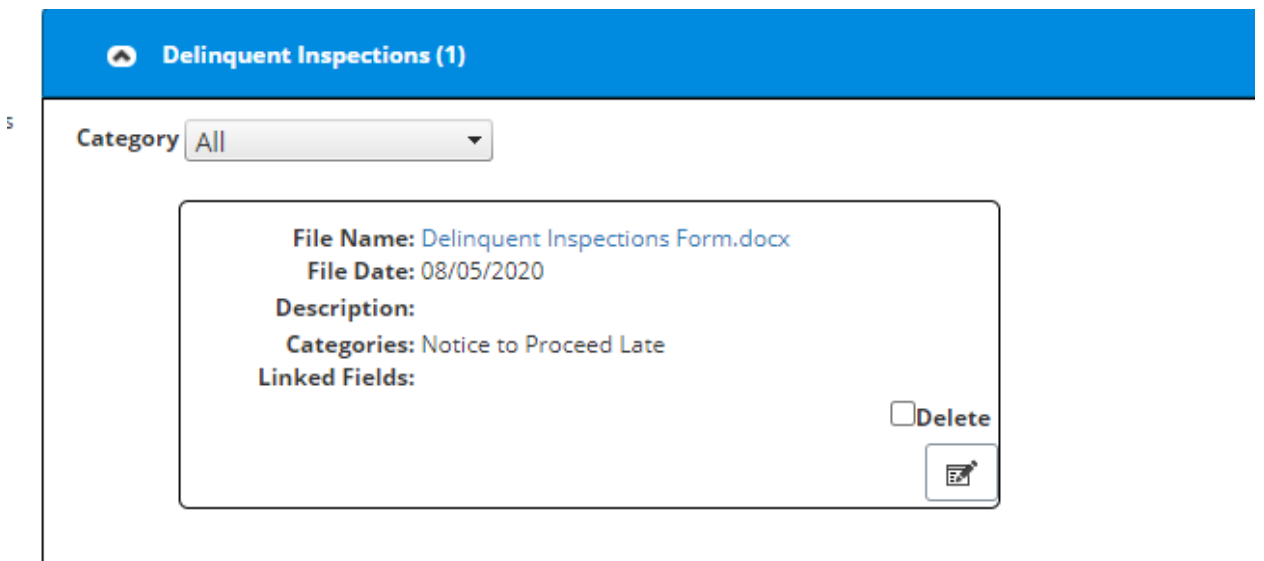 Delinquent Inspections (1)
s
Category All
File Name: Delinquent Inspections Form.docx
File Date: 08/05/2020
Description:
Categories: Notice to Proceed Late
Linked Fields:
Delete